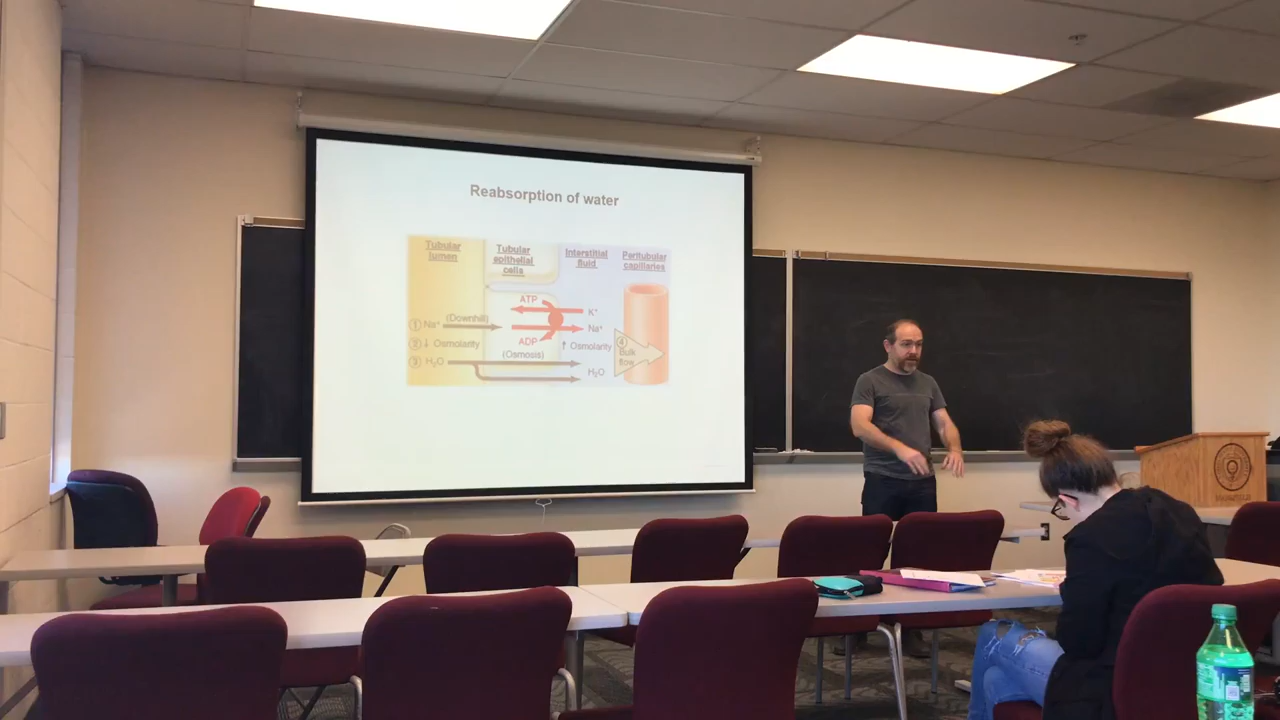 Reabsorption of water
Tubular
lumen
Tubular
epithelial
cells
Interstitial
fluid
Peritubular
capillaries
ATP
K⁺
① Na⁺ (Downhill)
Na⁺
ADP
③ ↓ Osmolarity
(Osmosis)
↑ Osmolarity
④
Bulk
flow
H₂O
H₂O